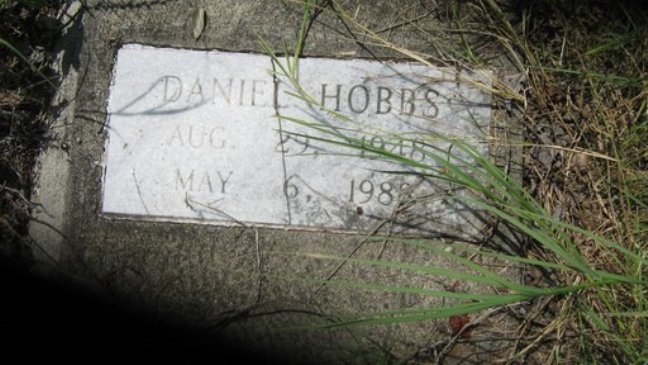 DANIEL HOBBS
AUG. 29, 1948
MAY 6,